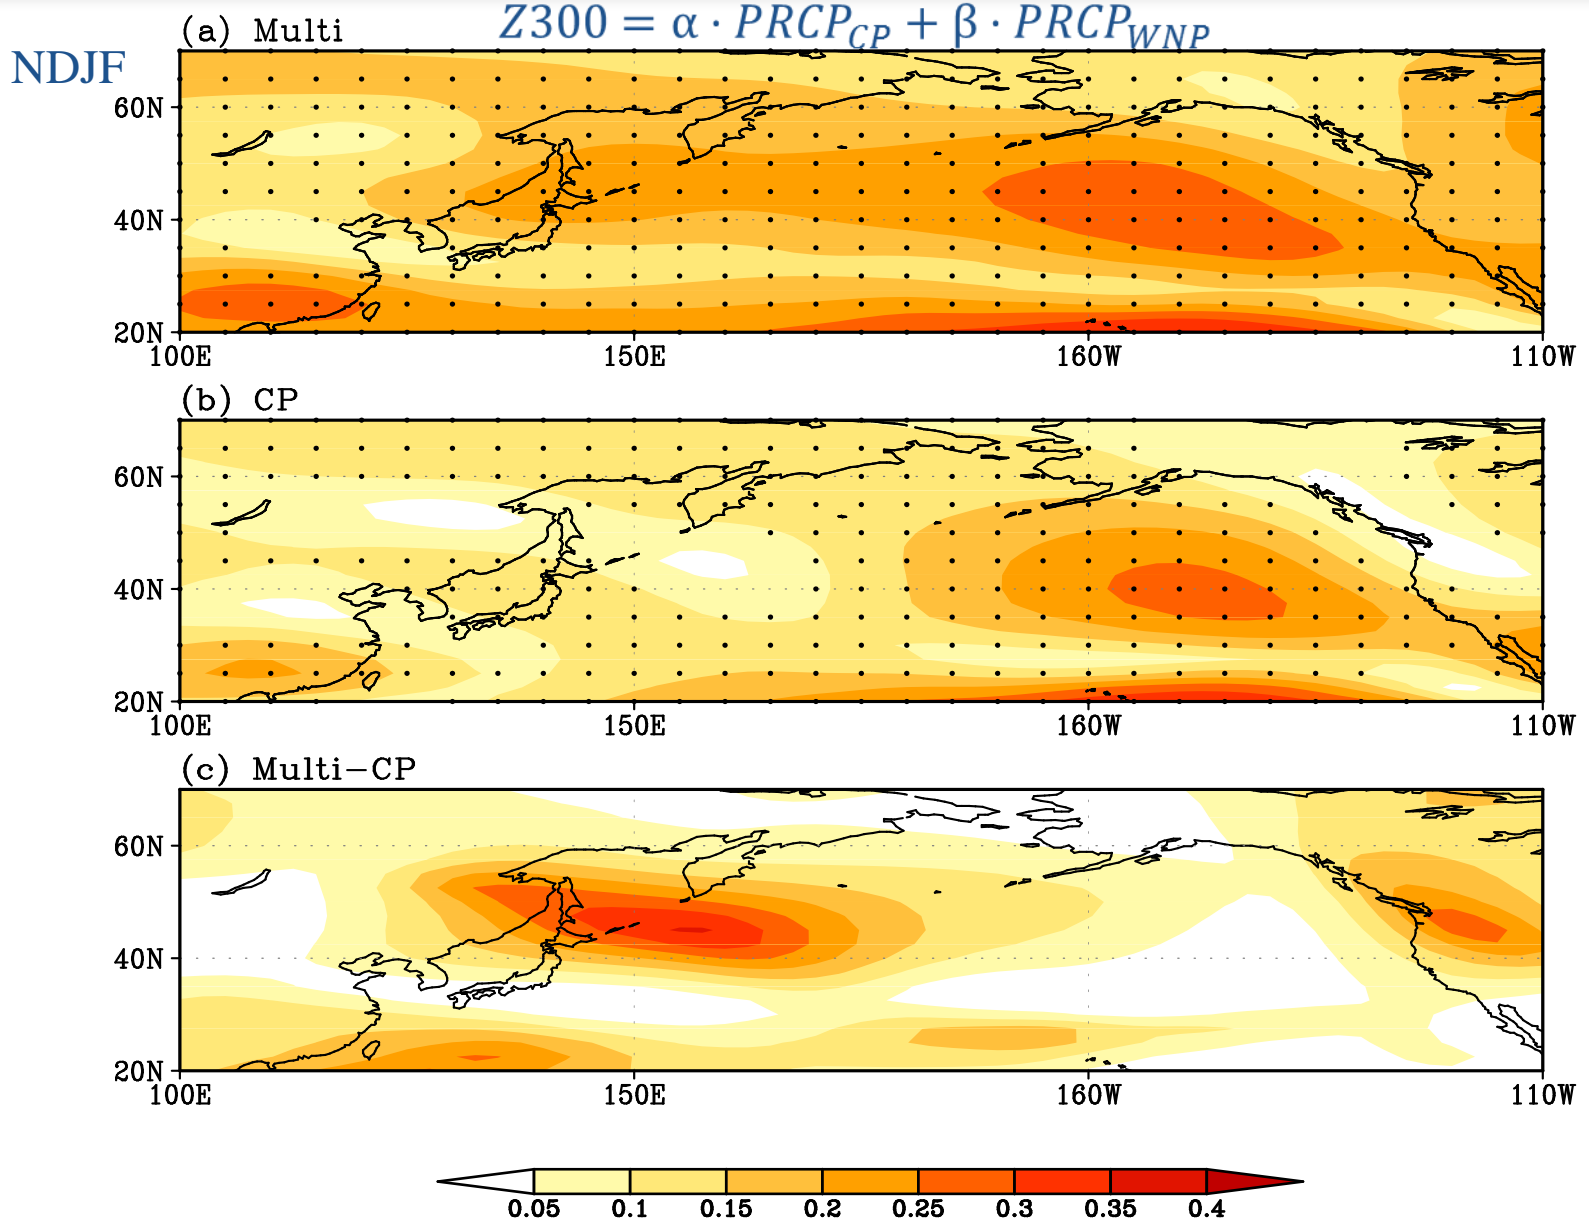 (a) Multi
Z300 = α · PRCP_CP + β · PRCP_WNP
NDJF
60N
40N
20N
100E 150E 160W 110W
(b) CP
60N
40N
20N
100E 150E 160W 110W
(c) Multi−CP
60N
40N
20N
100E 150E 160W 110W
0.05 0.1 0.15 0.2 0.25 0.3 0.35 0.4